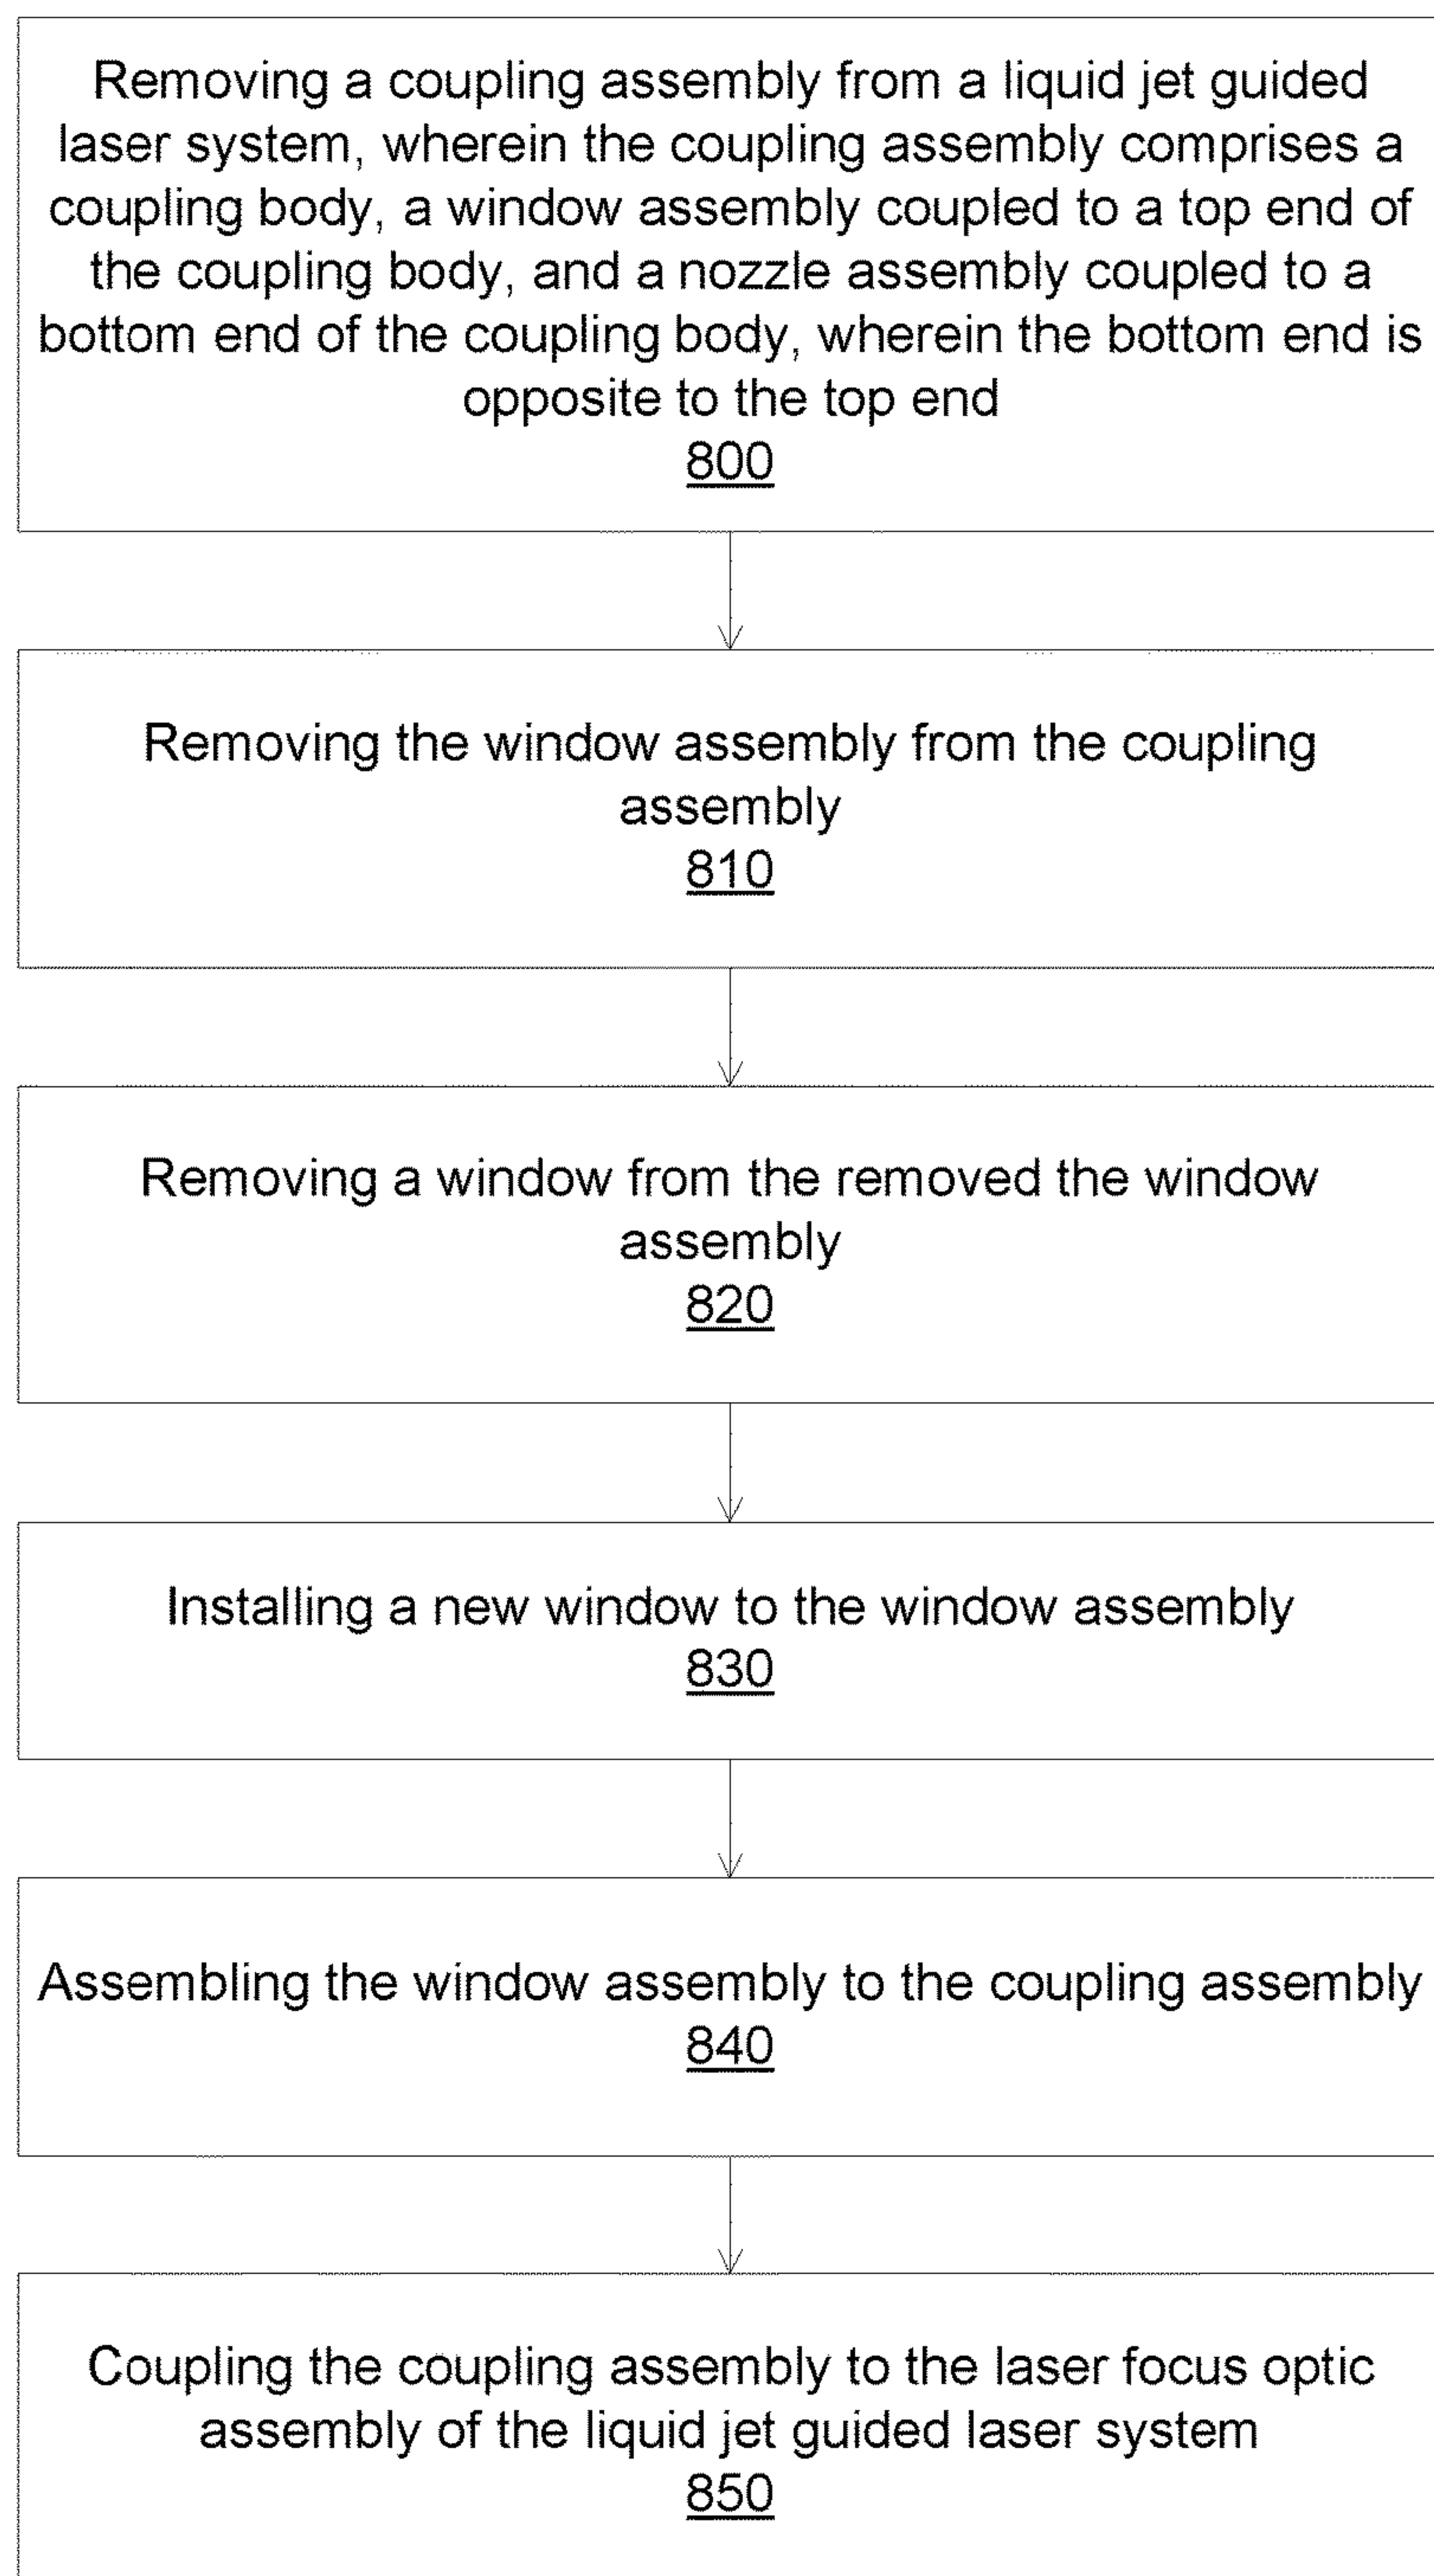 Removing a coupling assembly from a liquid jet guided
laser system, wherein the coupling assembly comprises a
coupling body, a window assembly coupled to a top end of
the coupling body, and a nozzle assembly coupled to a
bottom end of the coupling body, wherein the bottom end is
opposite to the top end
800
Removing the window assembly from the coupling
assembly
810
Removing a window from the removed the window
assembly
820
Installing a new window to the window assembly
830
Assembling the window assembly to the coupling assembly
840
Coupling the coupling assembly to the laser focus optic
assembly of the liquid jet guided laser system
850